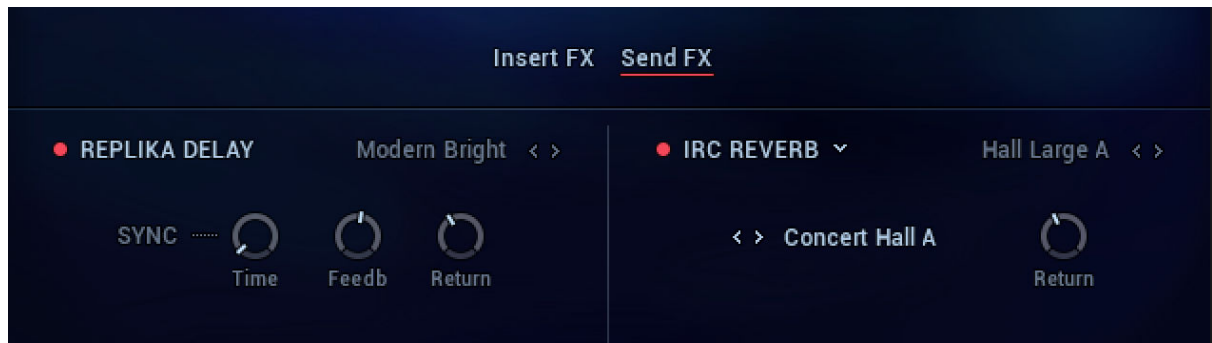 Insert FX Send FX
REPLIKA DELAY Modern Bright < >
SYNC
Time Feedb Return
IRC REVERB Hall Large A < >
< > Concert Hall A
Return